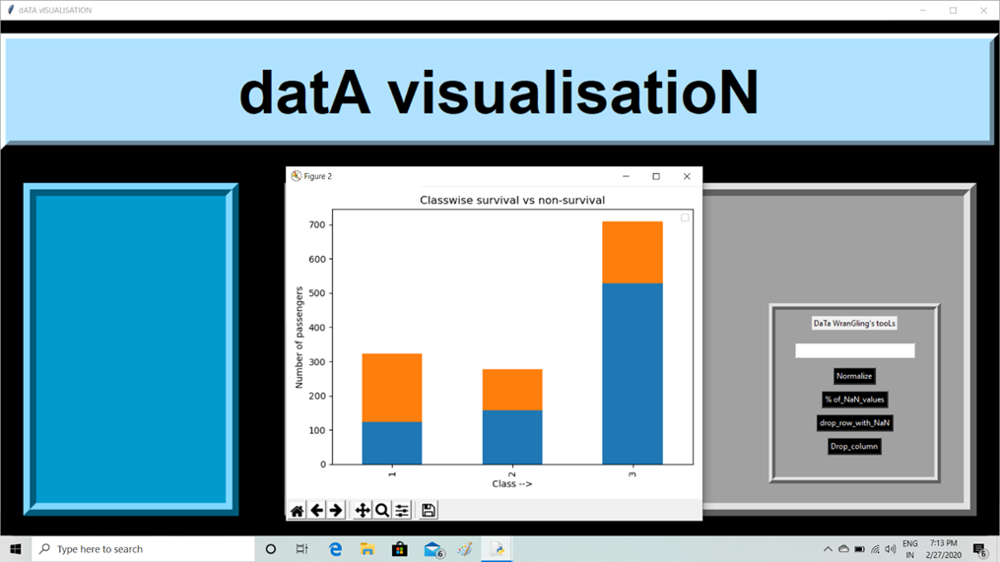 dATA vISUALISATION
datA visualisatioN
Figure 2
Classwise survival vs non-survival
700
600
500
400
300
200
100
0
Number of passengers
1
2
3
Class -->
DaTa WranGling's tooLs
Normalize
% of_NaN_values
drop_row_with_NaN
Drop_column
Type here to search
6
ENG
IN
7:13 PM
2/27/2020
6